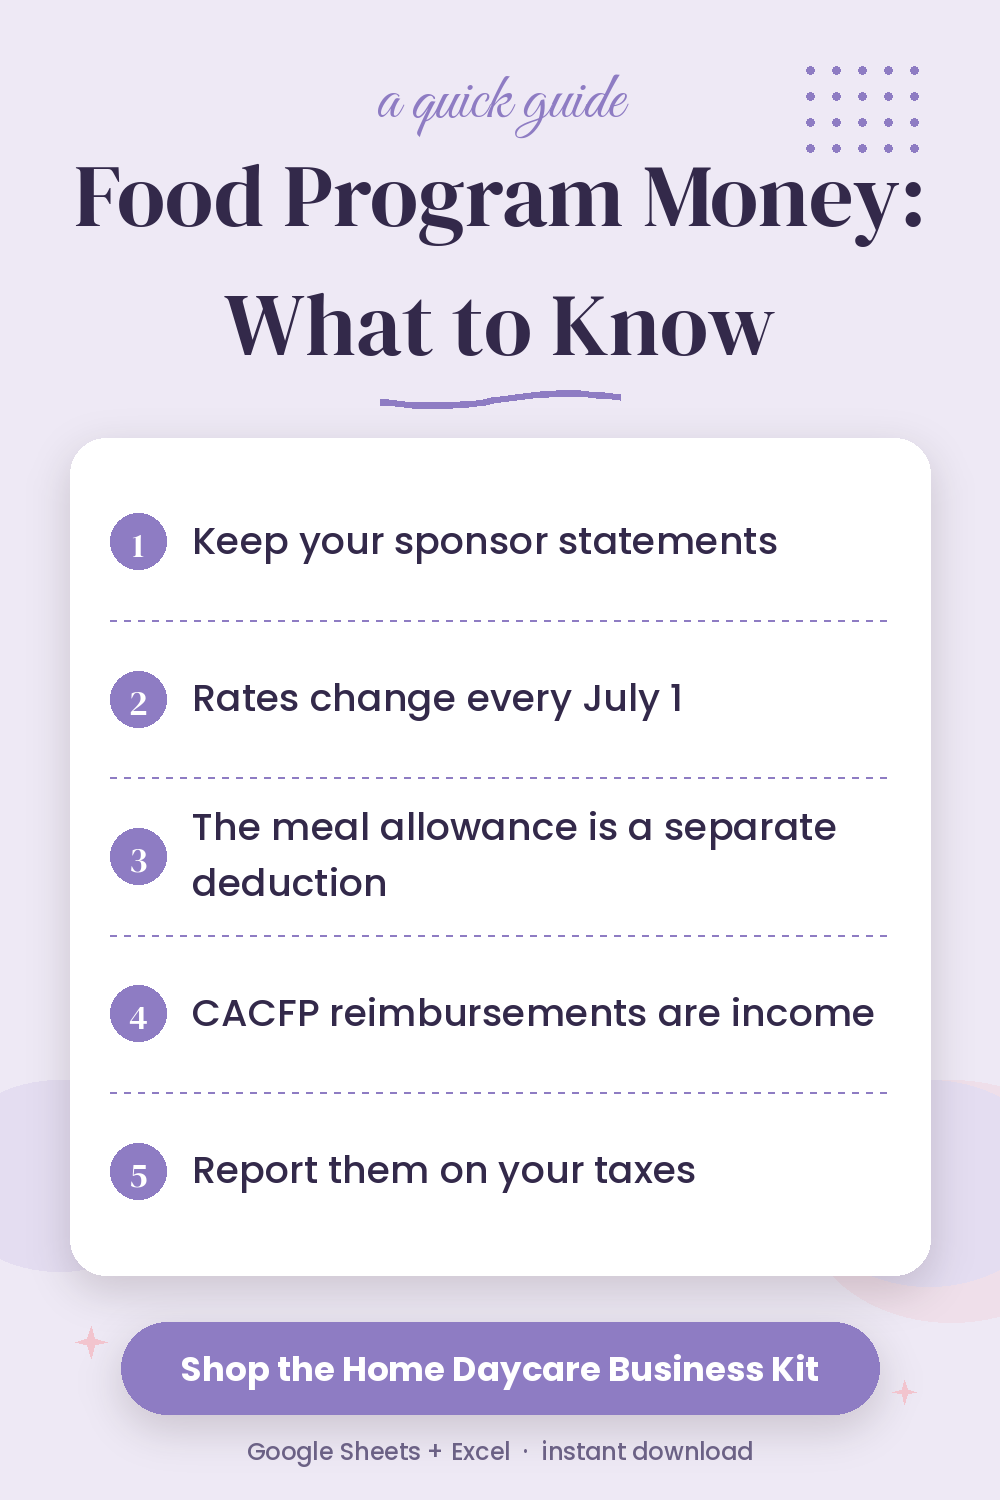 a quick guide
Food Program Money:
What to Know
1 Keep your sponsor statements
2 Rates change every July 1
3 The meal allowance is a separate
deduction
4 CACFP reimbursements are income
5 Report them on your taxes
Shop the Home Daycare Business Kit
Google Sheets + Excel · instant download